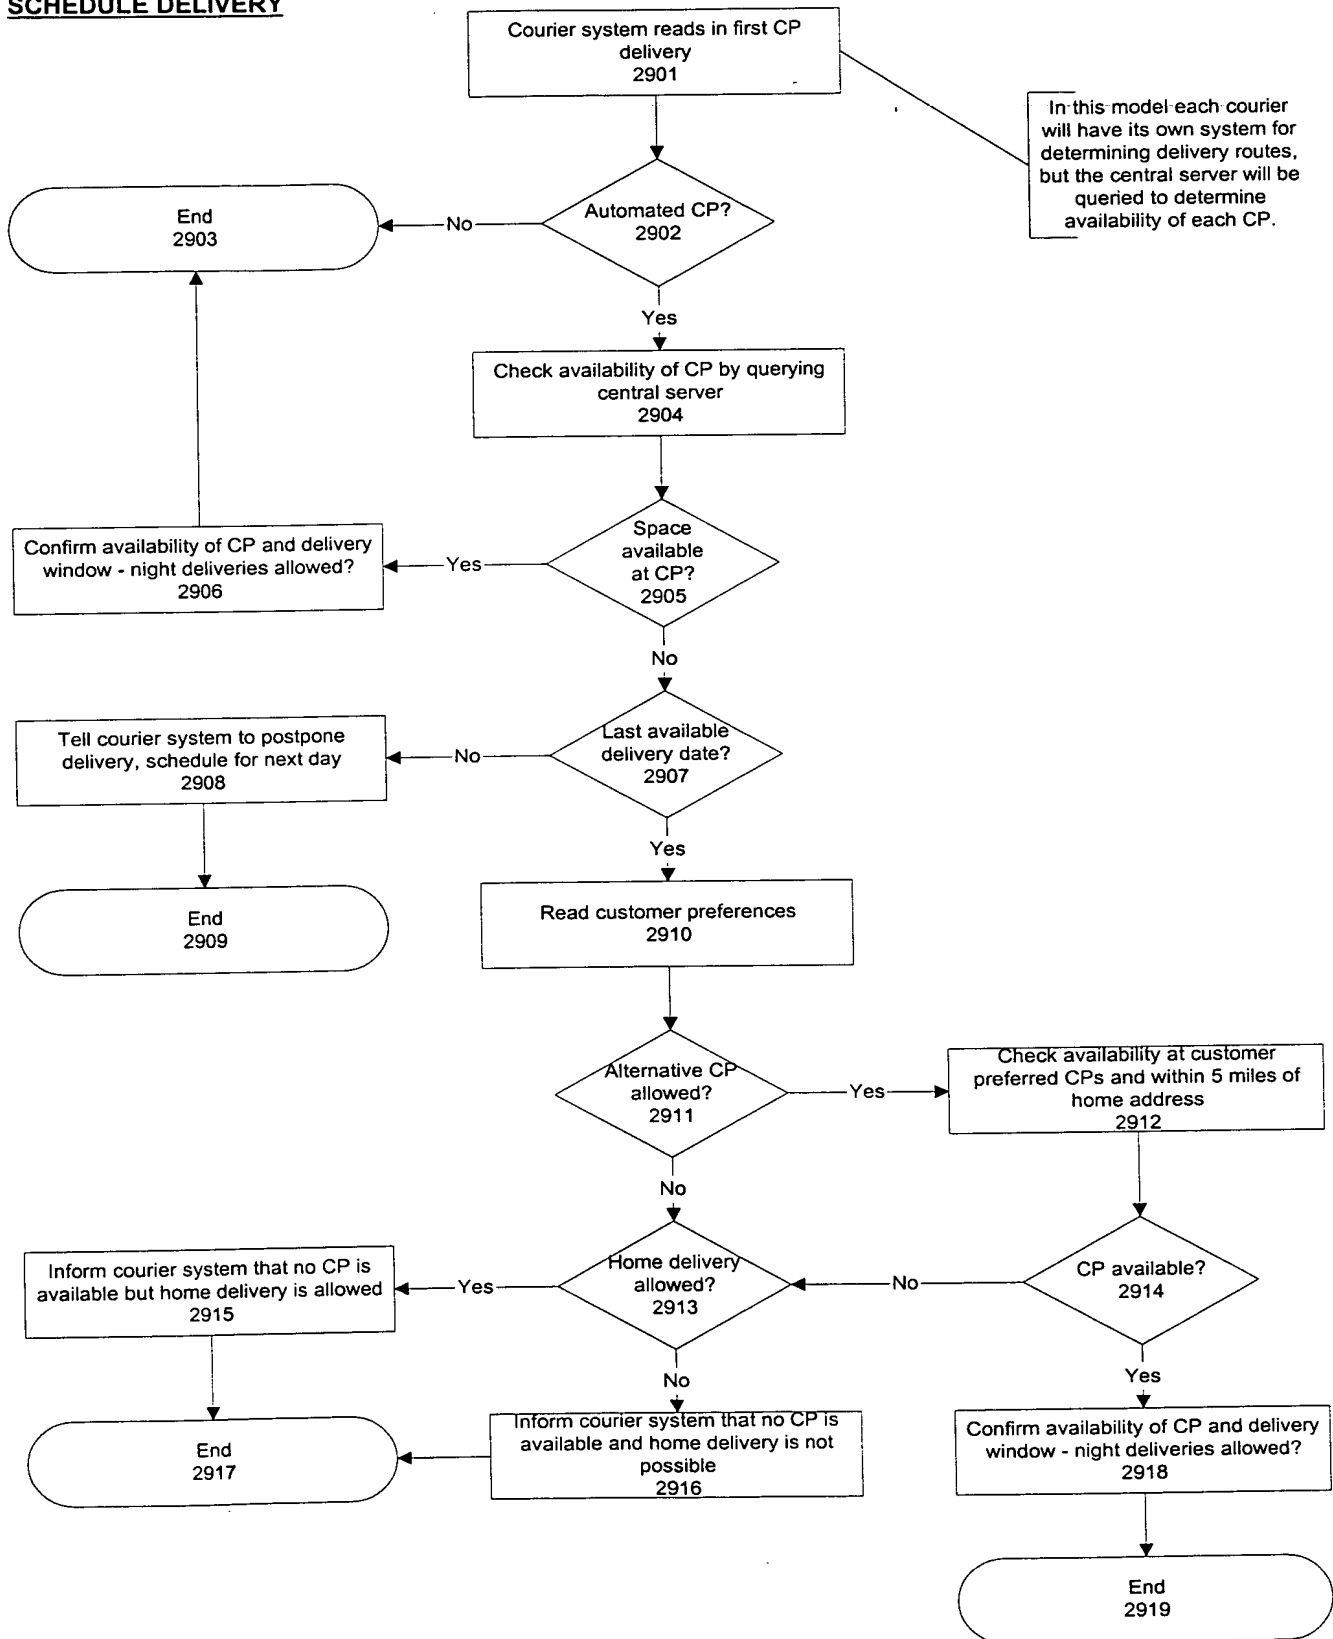 SCHEDULE DELIVERY
Courier system reads in first CP
delivery
2901
In this model each courier
will have its own system for
determining delivery routes,
but the central server will be
queried to determine
availability of each CP.
Automated CP?
2902
No
End
2903
Yes
Check availability of CP by querying
central server
2904
Space
available
at CP?
2905
Yes
Confirm availability of CP and delivery
window - night deliveries allowed?
2906
No
Last available
delivery date?
2907
No
Tell courier system to postpone
delivery, schedule for next day
2908
End
2909
Yes
Read customer preferences
2910
Alternative CP
allowed?
2911
Yes
Check availability at customer
preferred CPs and within 5 miles of
home address
2912
No
Home delivery
allowed?
2913
No
CP available?
2914
Yes
Inform courier system that no CP is
available but home delivery is allowed
2915
No
Inform courier system that no CP is
available and home delivery is not
possible
2916
End
2917
Yes
Confirm availability of CP and delivery
window - night deliveries allowed?
2918
End
2919